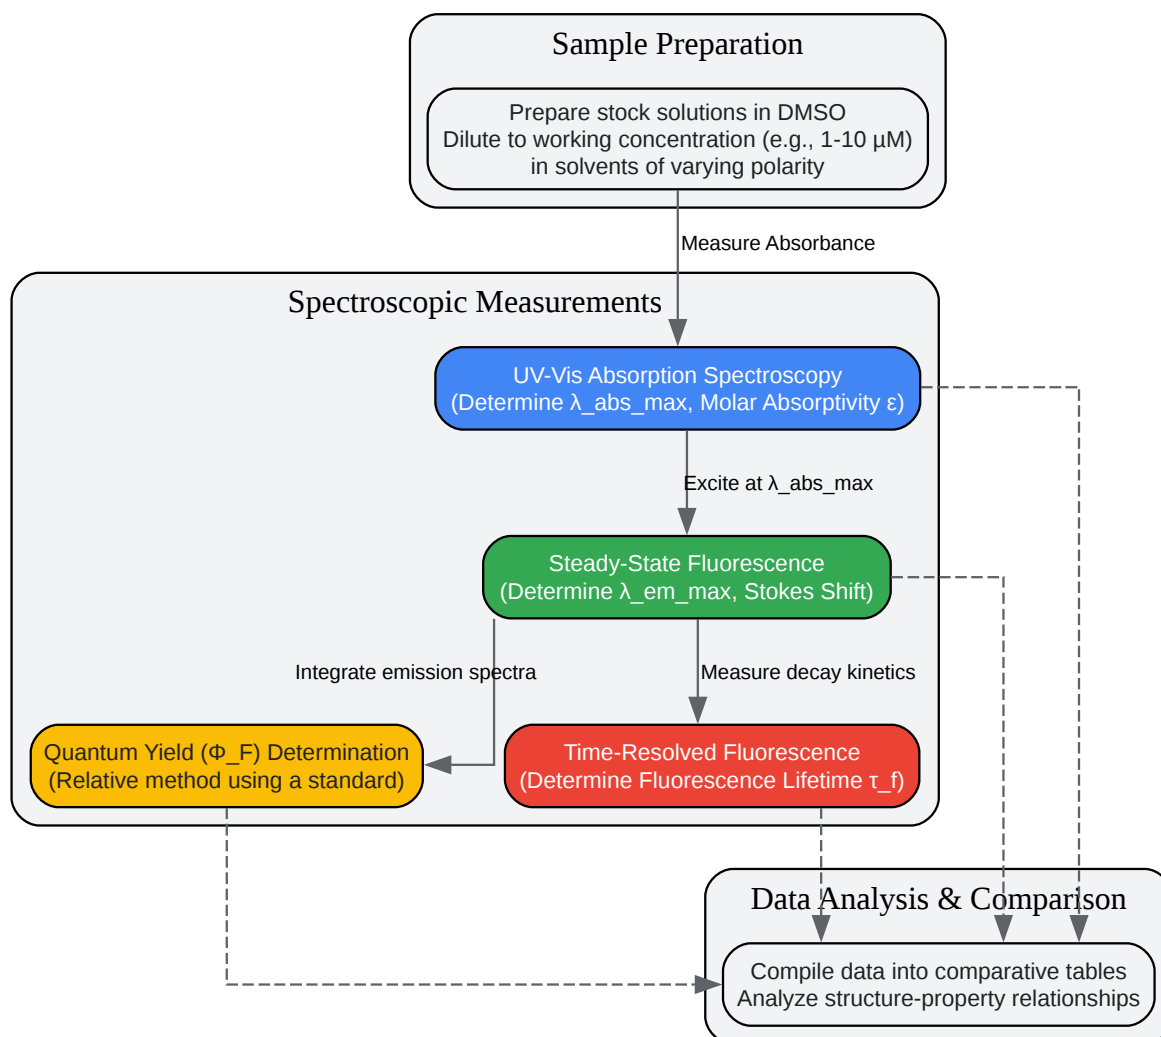 Sample Preparation
Prepare stock solutions in DMSO
Dilute to working concentration (e.g., 1-10 µM)
in solvents of varying polarity
Measure Absorbance
Spectroscopic Measurements
UV-Vis Absorption Spectroscopy
(Determine λ_abs_max, Molar Absorptivity ε)
Excite at λ_abs_max
Steady-State Fluorescence
(Determine λ_em_max, Stokes Shift)
Integrate emission spectra
Measure decay kinetics
Quantum Yield (Φ_F) Determination
(Relative method using a standard)
Time-Resolved Fluorescence
(Determine Fluorescence Lifetime τ_f)
Data Analysis & Comparison
Compile data into comparative tables
Analyze structure-property relationships